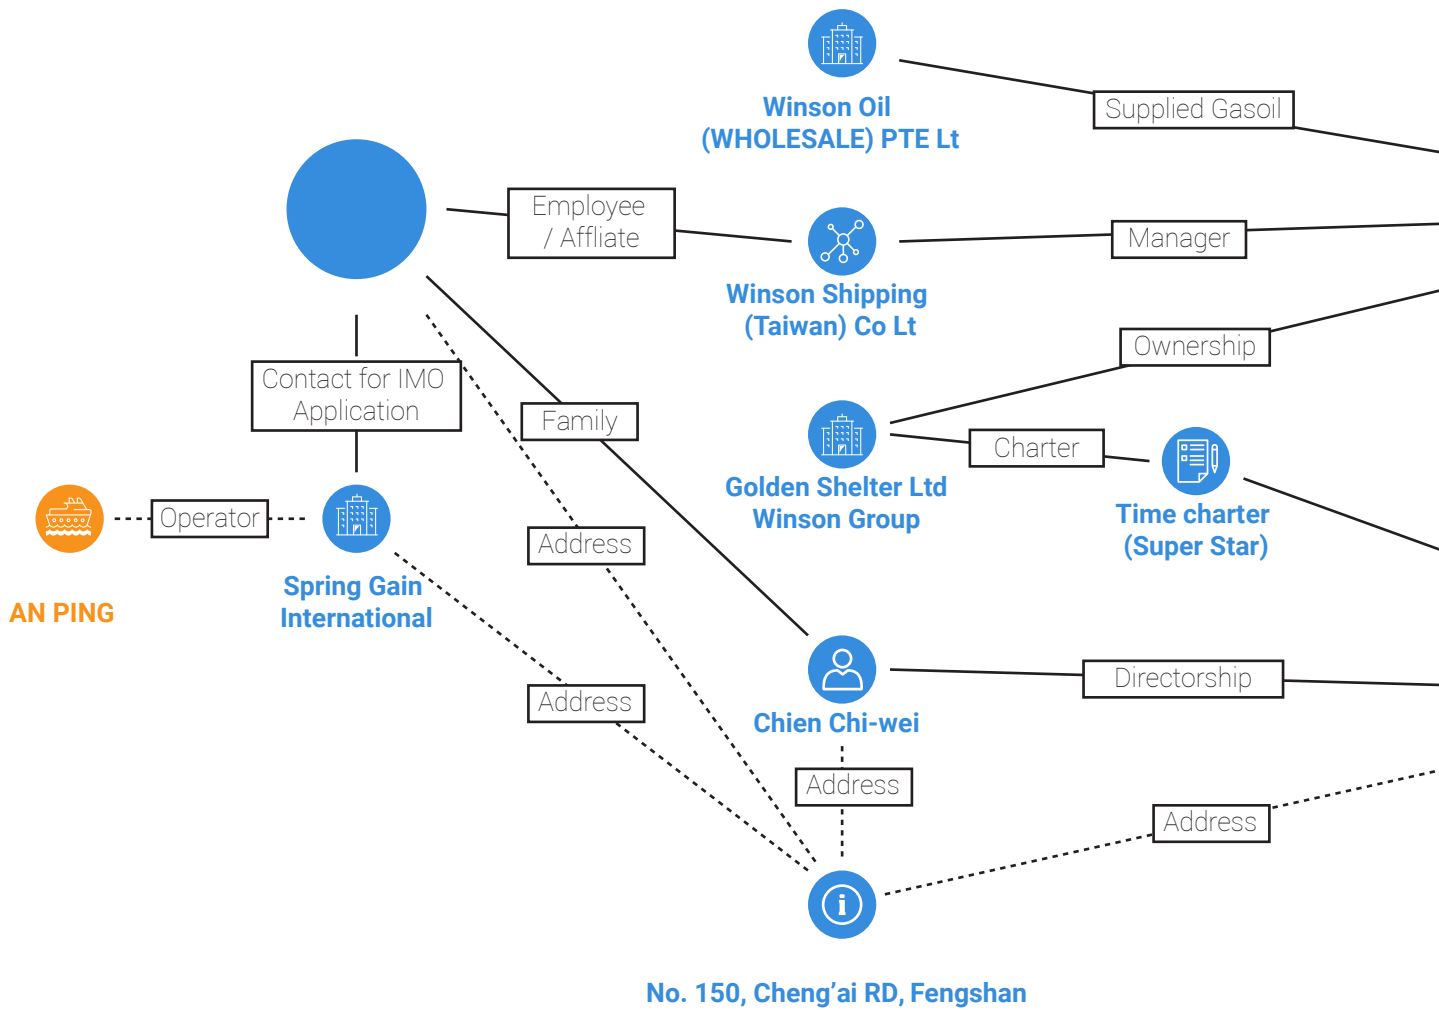 Winson Oil
(WHOLESALE) PTE Lt
Supplied Gasoil
Employee
/ Affliate
Manager
Winson Shipping
(Taiwan) Co Lt
Ownership
Contact for IMO
Application
Family
Charter
Golden Shelter Ltd
Winson Group
Time charter
(Super Star)
Operator
Address
AN PING
Spring Gain
International
Address
Directorship
Chien Chi-wei
Address
Address
i
No. 150, Cheng’ai RD, Fengshan